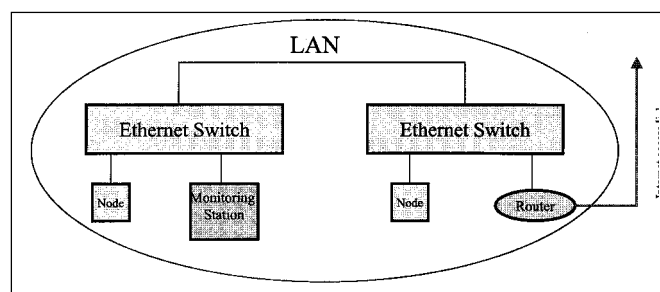 LAN
Ethernet Switch
Ethernet Switch
Node
Monitoring
Station
Node
Router